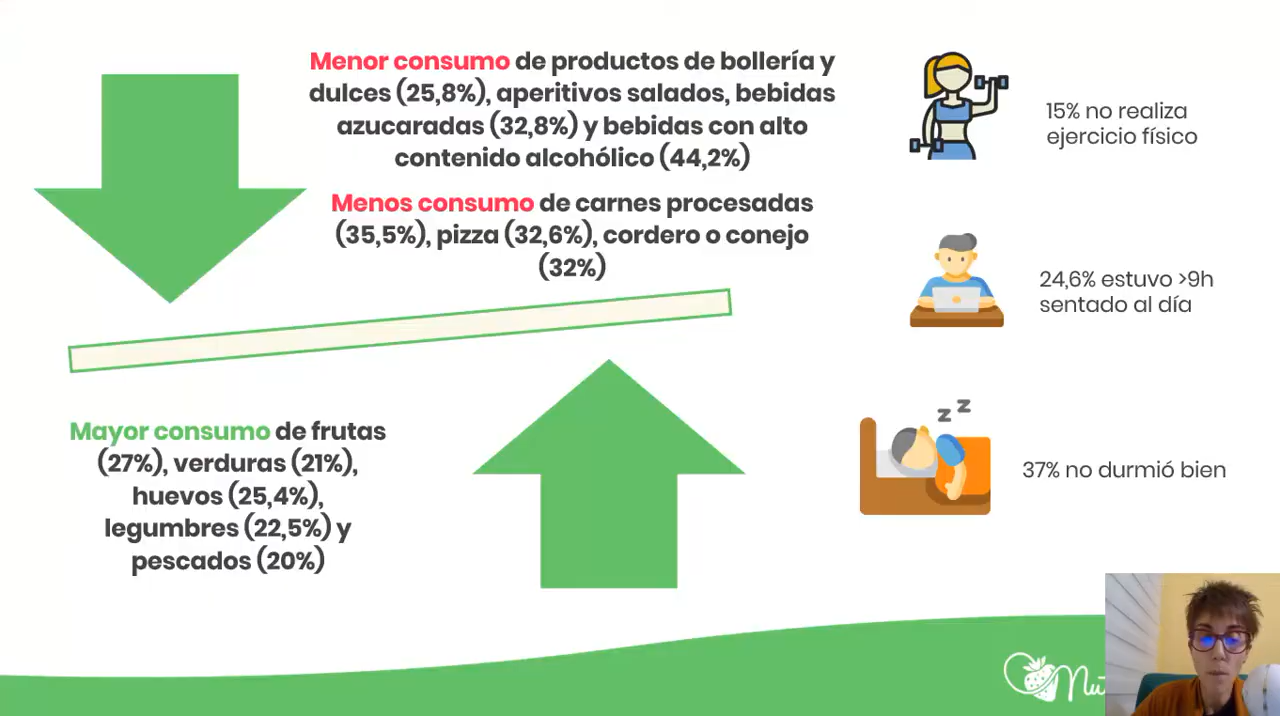 Menor consumo de productos de bollería y
dulces (25,8%), aperitivos salados, bebidas
azucaradas (32,8%) y bebidas con alto
contenido alcohólico (44,2%)
Menos consumo de carnes procesadas
(35,5%), pizza (32,6%), cordero o conejo
(32%)
Mayor consumo de frutas
(27%), verduras (21%),
huevos (25,4%),
legumbres (22,5%) y
pescados (20%)
15% no realiza
ejercicio físico
24,6% estuvo >9h
sentado al día
z z
37% no durmió bien